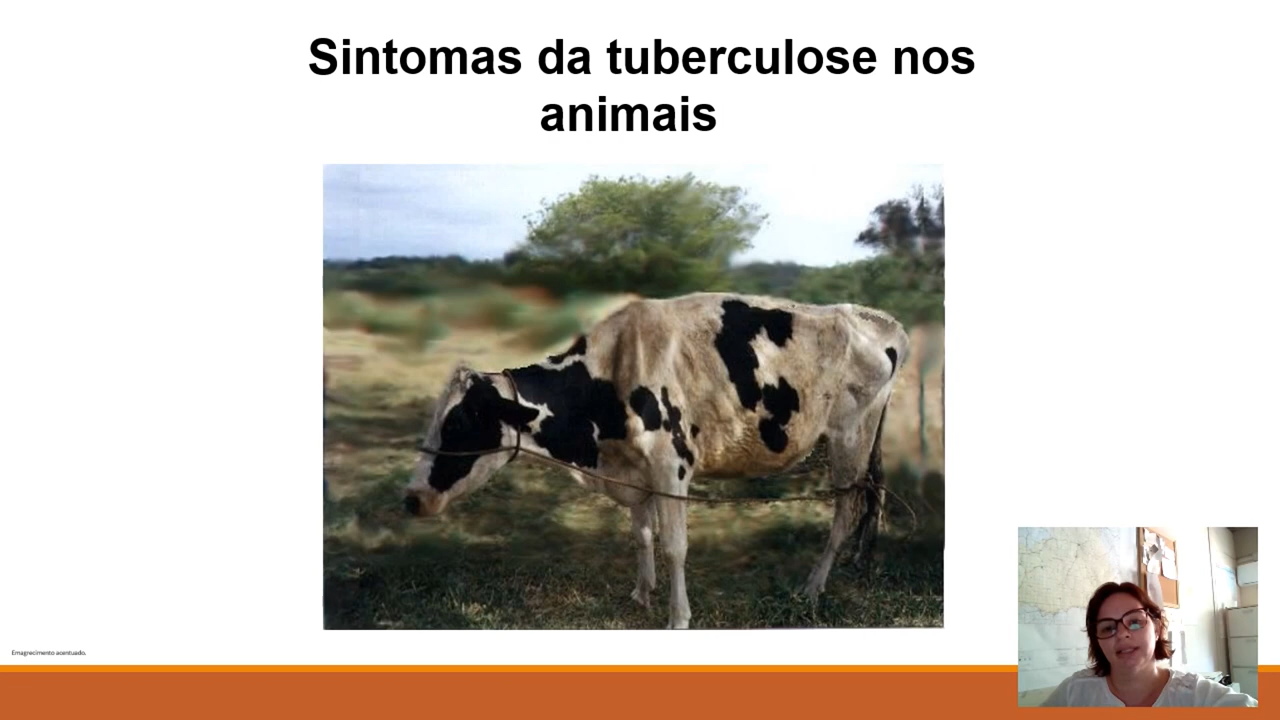 Sintomas da tuberculose nos
animais
Emagrecimento acentuado.